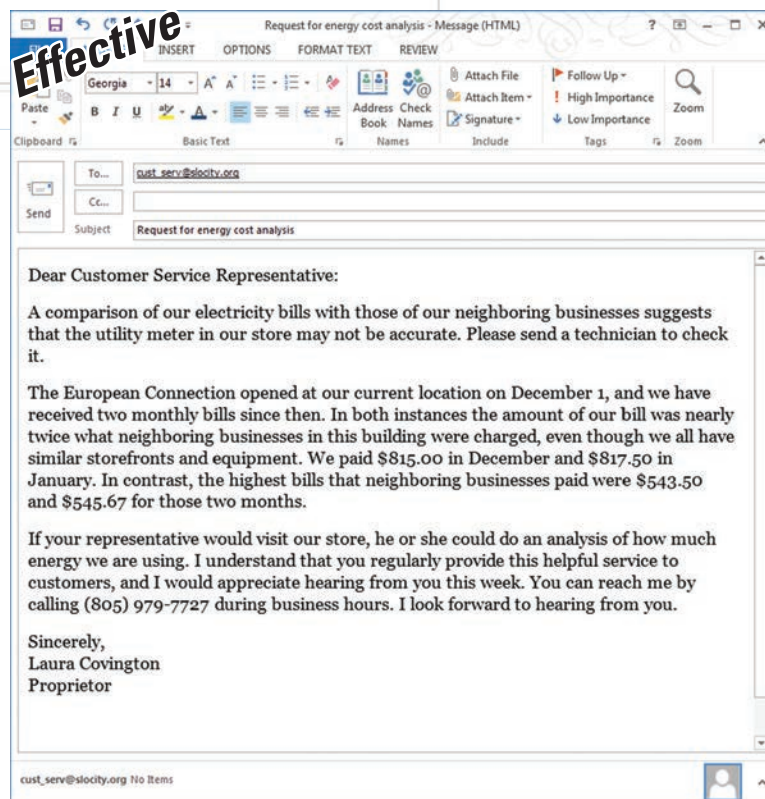 Effective
Request for energy cost analysis - Message (HTML)
INSERT OPTIONS FORMAT TEXT REVIEW
Paste
Clipboard
Georgia 14
B I U
Basic Text
Address Book
Check Names
Names
Attach File
Attach Item
Signature
Include
Follow Up
High Importance
Low Importance
Tags
Zoom
Zoom
Send
To... cust_serv@slocity.org
Cc...
Subject Request for energy cost analysis
Dear Customer Service Representative:
A comparison of our electricity bills with those of our neighboring businesses suggests
that the utility meter in our store may not be accurate. Please send a technician to check
it.
The European Connection opened at our current location on December 1, and we have
received two monthly bills since then. In both instances the amount of our bill was nearly
twice what neighboring businesses in this building were charged, even though we all have
similar storefronts and equipment. We paid $815.00 in December and $817.50 in
January. In contrast, the highest bills that neighboring businesses paid were $543.50
and $545.67 for those two months.
If your representative would visit our store, he or she could do an analysis of how much
energy we are using. I understand that you regularly provide this helpful service to
customers, and I would appreciate hearing from you this week. You can reach me by
calling (805) 979-7727 during business hours. I look forward to hearing from you.
Sincerely,
Laura Covington
Proprietor
cust_serv@slocity.org No Items